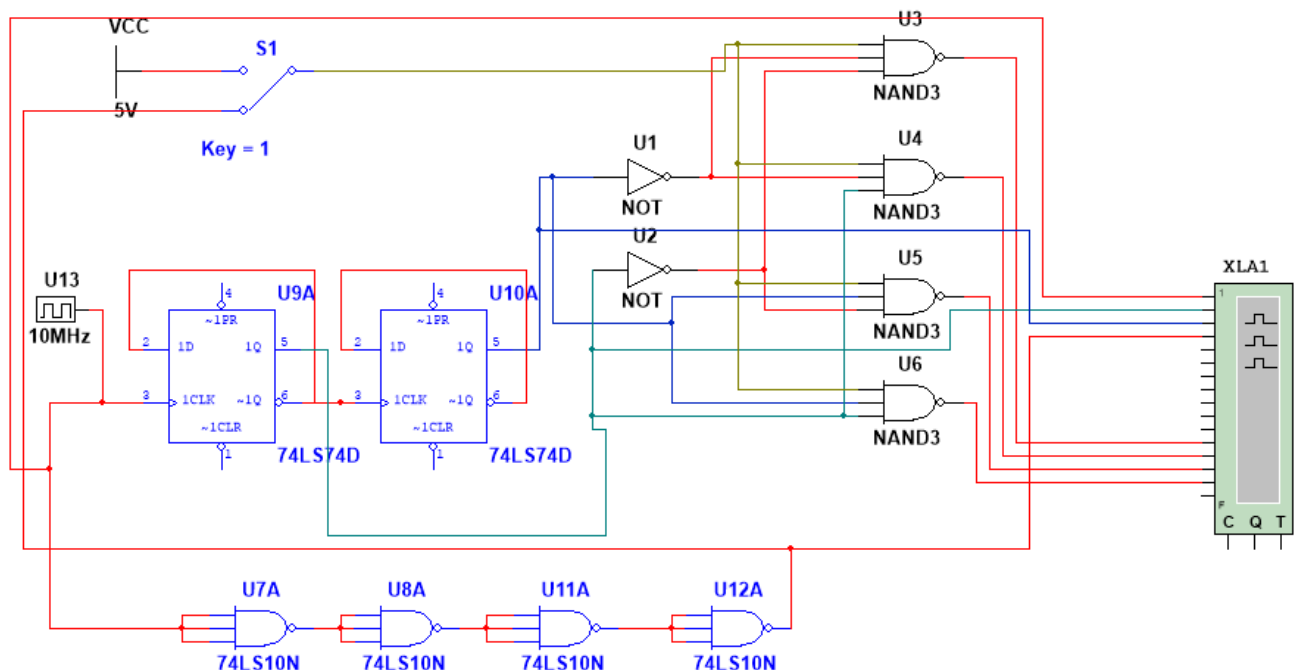 VCC
5V
S1
Key = 1
U3
NAND3
U1
NOT
U4
NAND3
U2
NOT
U5
NAND3
U6
NAND3
XLA1
1
F
C Q T
U13
10MHz
U9A
4
~1PR
2
1D
1Q
5
3
1CLK
~1Q
6
~1CLR
1
74LS74D
U10A
4
~1PR
2
1D
1Q
5
3
1CLK
~1Q
6
~1CLR
1
74LS74D
U7A
74LS10N
U8A
74LS10N
U11A
74LS10N
U12A
74LS10N